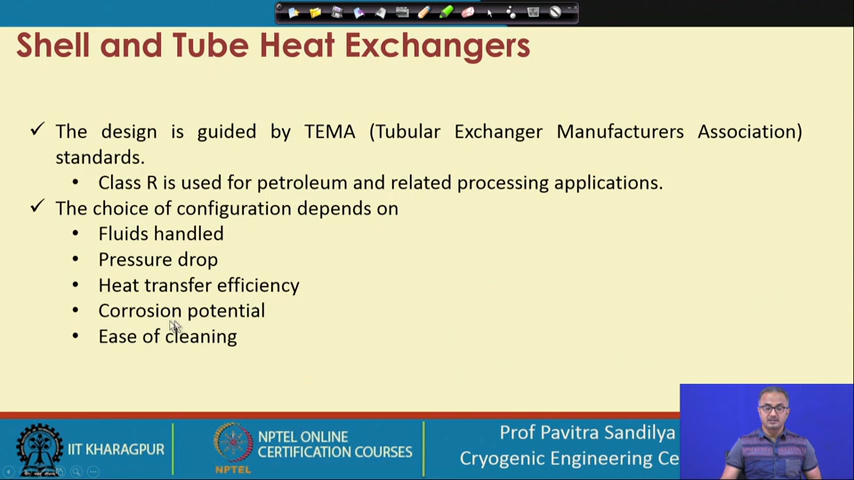 Shell and Tube Heat Exchangers
✓ The design is guided by TEMA (Tubular Exchanger Manufacturers Association)
standards.
• Class R is used for petroleum and related processing applications.
✓ The choice of configuration depends on
• Fluids handled
• Pressure drop
• Heat transfer efficiency
• Corrosion potential
• Ease of cleaning
IIT KHARAGPUR
NPTEL
NPTEL ONLINE
CERTIFICATION COURSES
Prof Pavitra Sandilya
Cryogenic Engineering Ce